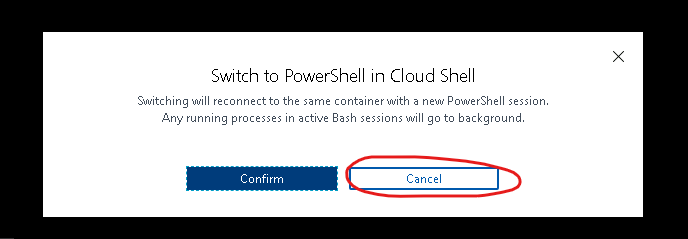 Switch to PowerShell in Cloud Shell
Switching will reconnect to the same container with a new PowerShell session.
Any running processes in active Bash sessions will go to background.
Confirm
Cancel